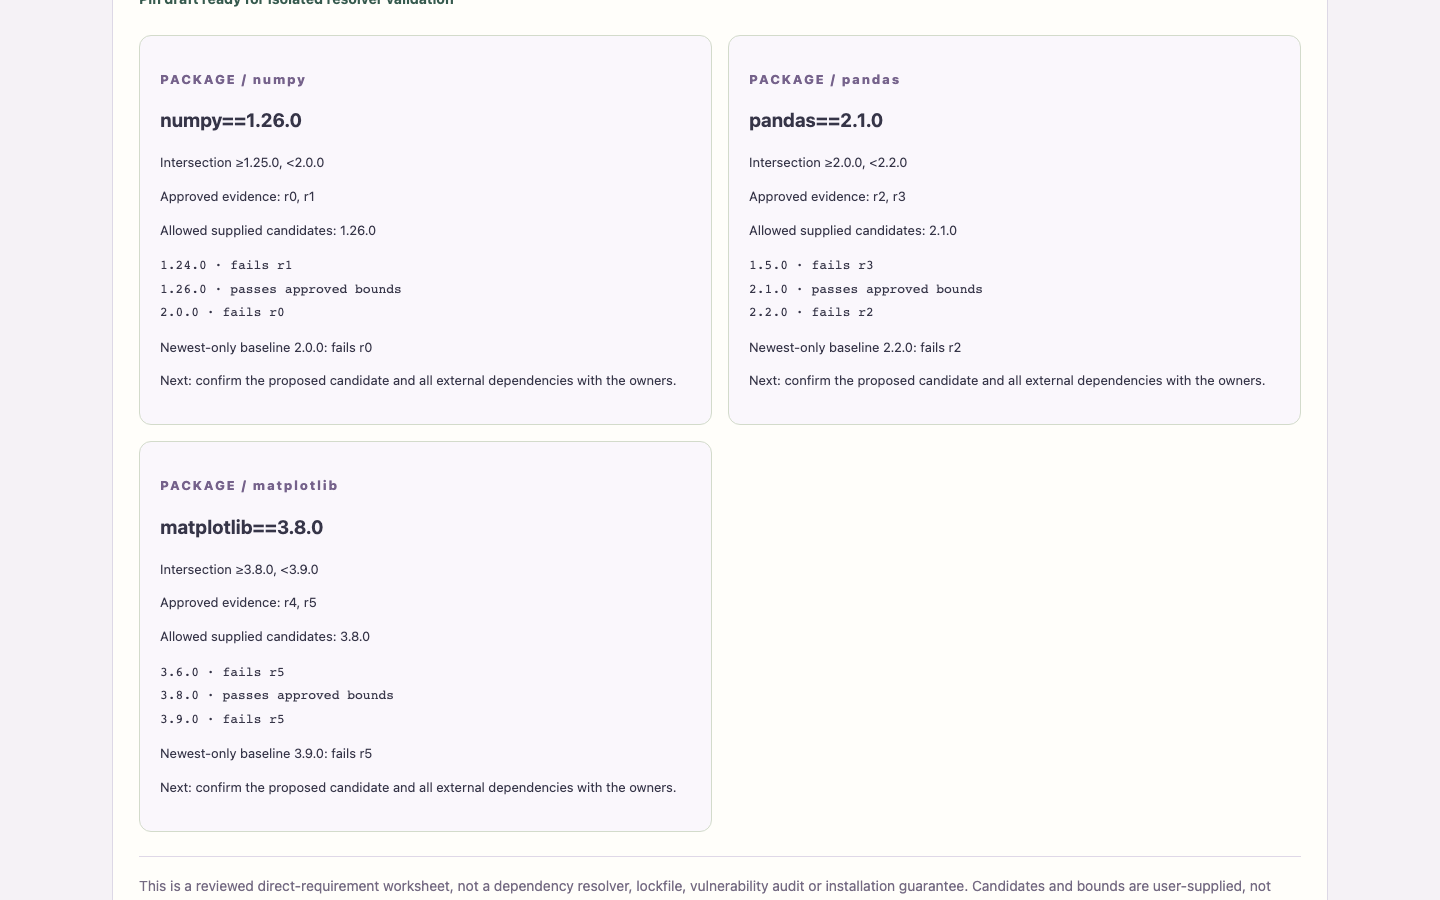 Pin draft ready for isolated resolver validation
PACKAGE / numpy
numpy==1.26.0
Intersection ≥1.25.0, <2.0.0
Approved evidence: r0, r1
Allowed supplied candidates: 1.26.0
1.24.0 · fails r1
1.26.0 · passes approved bounds
2.0.0 · fails r0
Newest-only baseline 2.0.0: fails r0
Next: confirm the proposed candidate and all external dependencies with the owners.
PACKAGE / pandas
pandas==2.1.0
Intersection ≥2.0.0, <2.2.0
Approved evidence: r2, r3
Allowed supplied candidates: 2.1.0
1.5.0 · fails r3
2.1.0 · passes approved bounds
2.2.0 · fails r2
Newest-only baseline 2.2.0: fails r2
Next: confirm the proposed candidate and all external dependencies with the owners.
PACKAGE / matplotlib
matplotlib==3.8.0
Intersection ≥3.8.0, <3.9.0
Approved evidence: r4, r5
Allowed supplied candidates: 3.8.0
3.6.0 · fails r5
3.8.0 · passes approved bounds
3.9.0 · fails r5
Newest-only baseline 3.9.0: fails r5
Next: confirm the proposed candidate and all external dependencies with the owners.
This is a reviewed direct-requirement worksheet, not a dependency resolver, lockfile, vulnerability audit or installation guarantee. Candidates and bounds are user-supplied, not